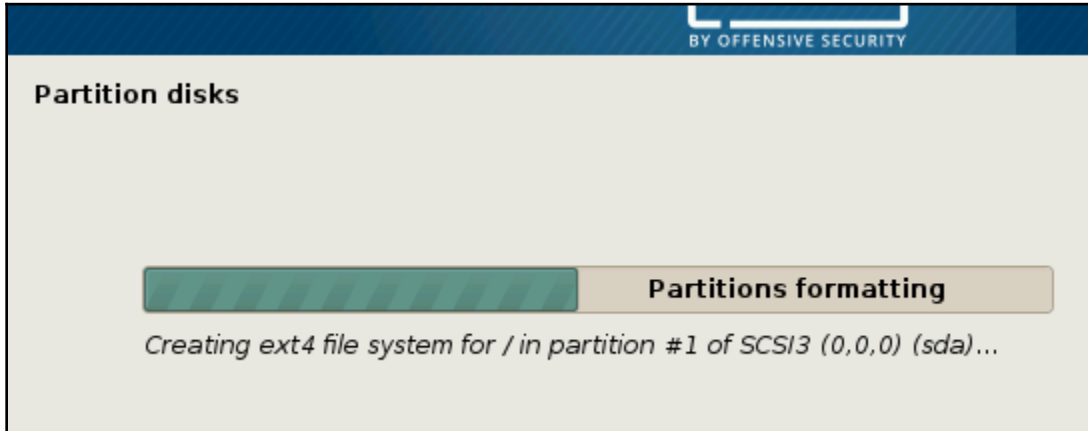 BY OFFENSIVE SECURITY
Partition disks
Partitions formatting
Creating ext4 file system for / in partition #1 of SCSI3 (0,0,0) (sda)...